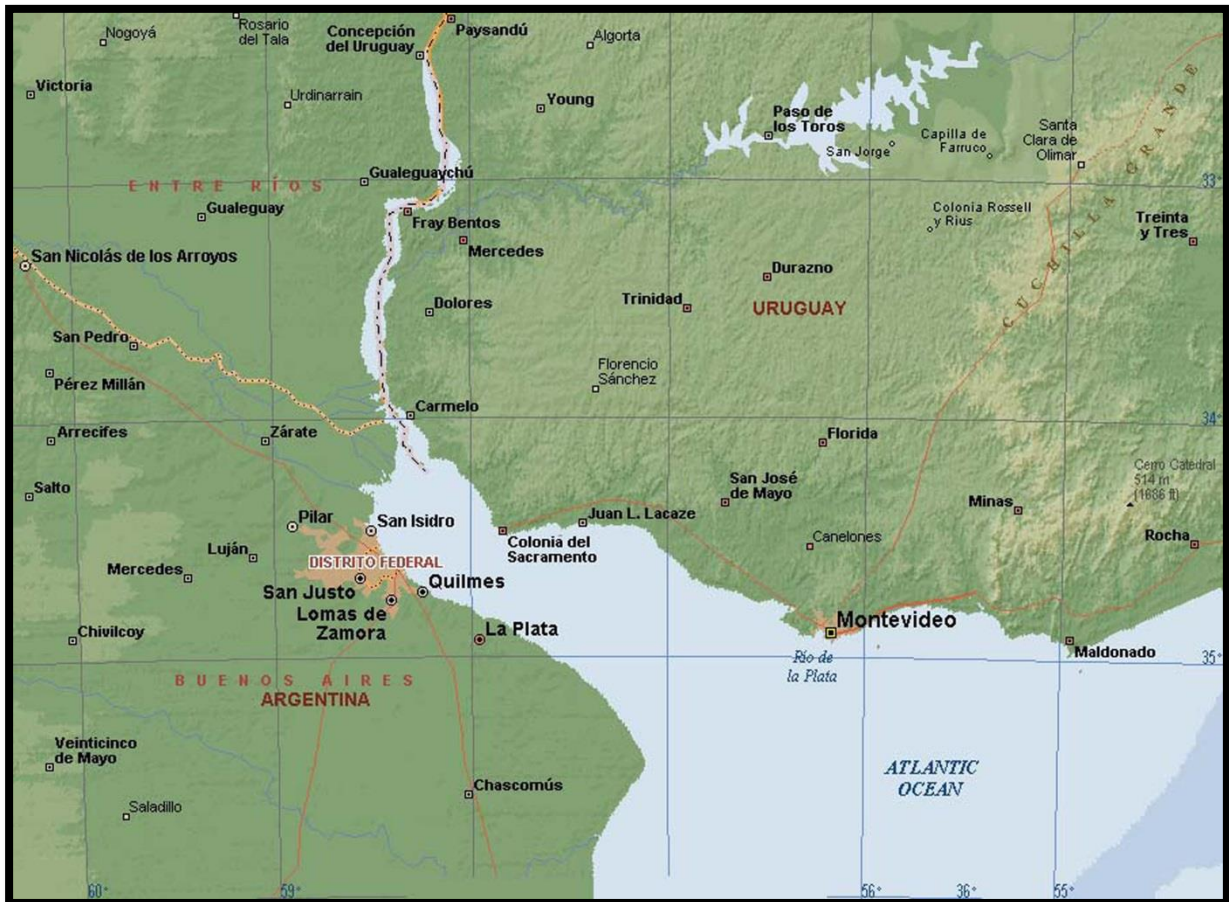 Nogoyá
Rosario
del Tala
Concepción
del Uruguay
Paysandú
Algorta
Victoria
Urdinarrain
Young
Paso de
los Toros
San Jorge
Capilla de
Farruco
Santa
Clara de
Olimar
CUCHILLA GRANDE
Gualeguaychú
33°
ENTRE RÍOS
Gualeguay
Fray Bentos
Mercedes
Colonia Rossell
y Rius
Treinta
y Tres
San Nicolás de los Arroyos
Durazno
Dolores
Trinidad
URUGUAY
San Pedro
Florencio
Sánchez
Pérez Millán
Carmelo
34°
Arrecifes
Zárate
Florida
Cerro Catedral
514 m
(1686 ft)
Salto
San José
de Mayo
Minas
Pilar
San Isidro
Juan L. Lacaze
Colonia del
Sacramento
Canelones
Rocha
Luján
DISTRITO FEDERAL
Mercedes
San Justo
Quilmes
Lomas de
Zamora
La Plata
Montevideo
Chivilcoy
Maldonado
Río de
la Plata
35°
BUENOS AIRES
ARGENTINA
Veinticinco
de Mayo
Chascomús
ATLANTIC
OCEAN
Saladillo
60°
59°
56°
36°
55°